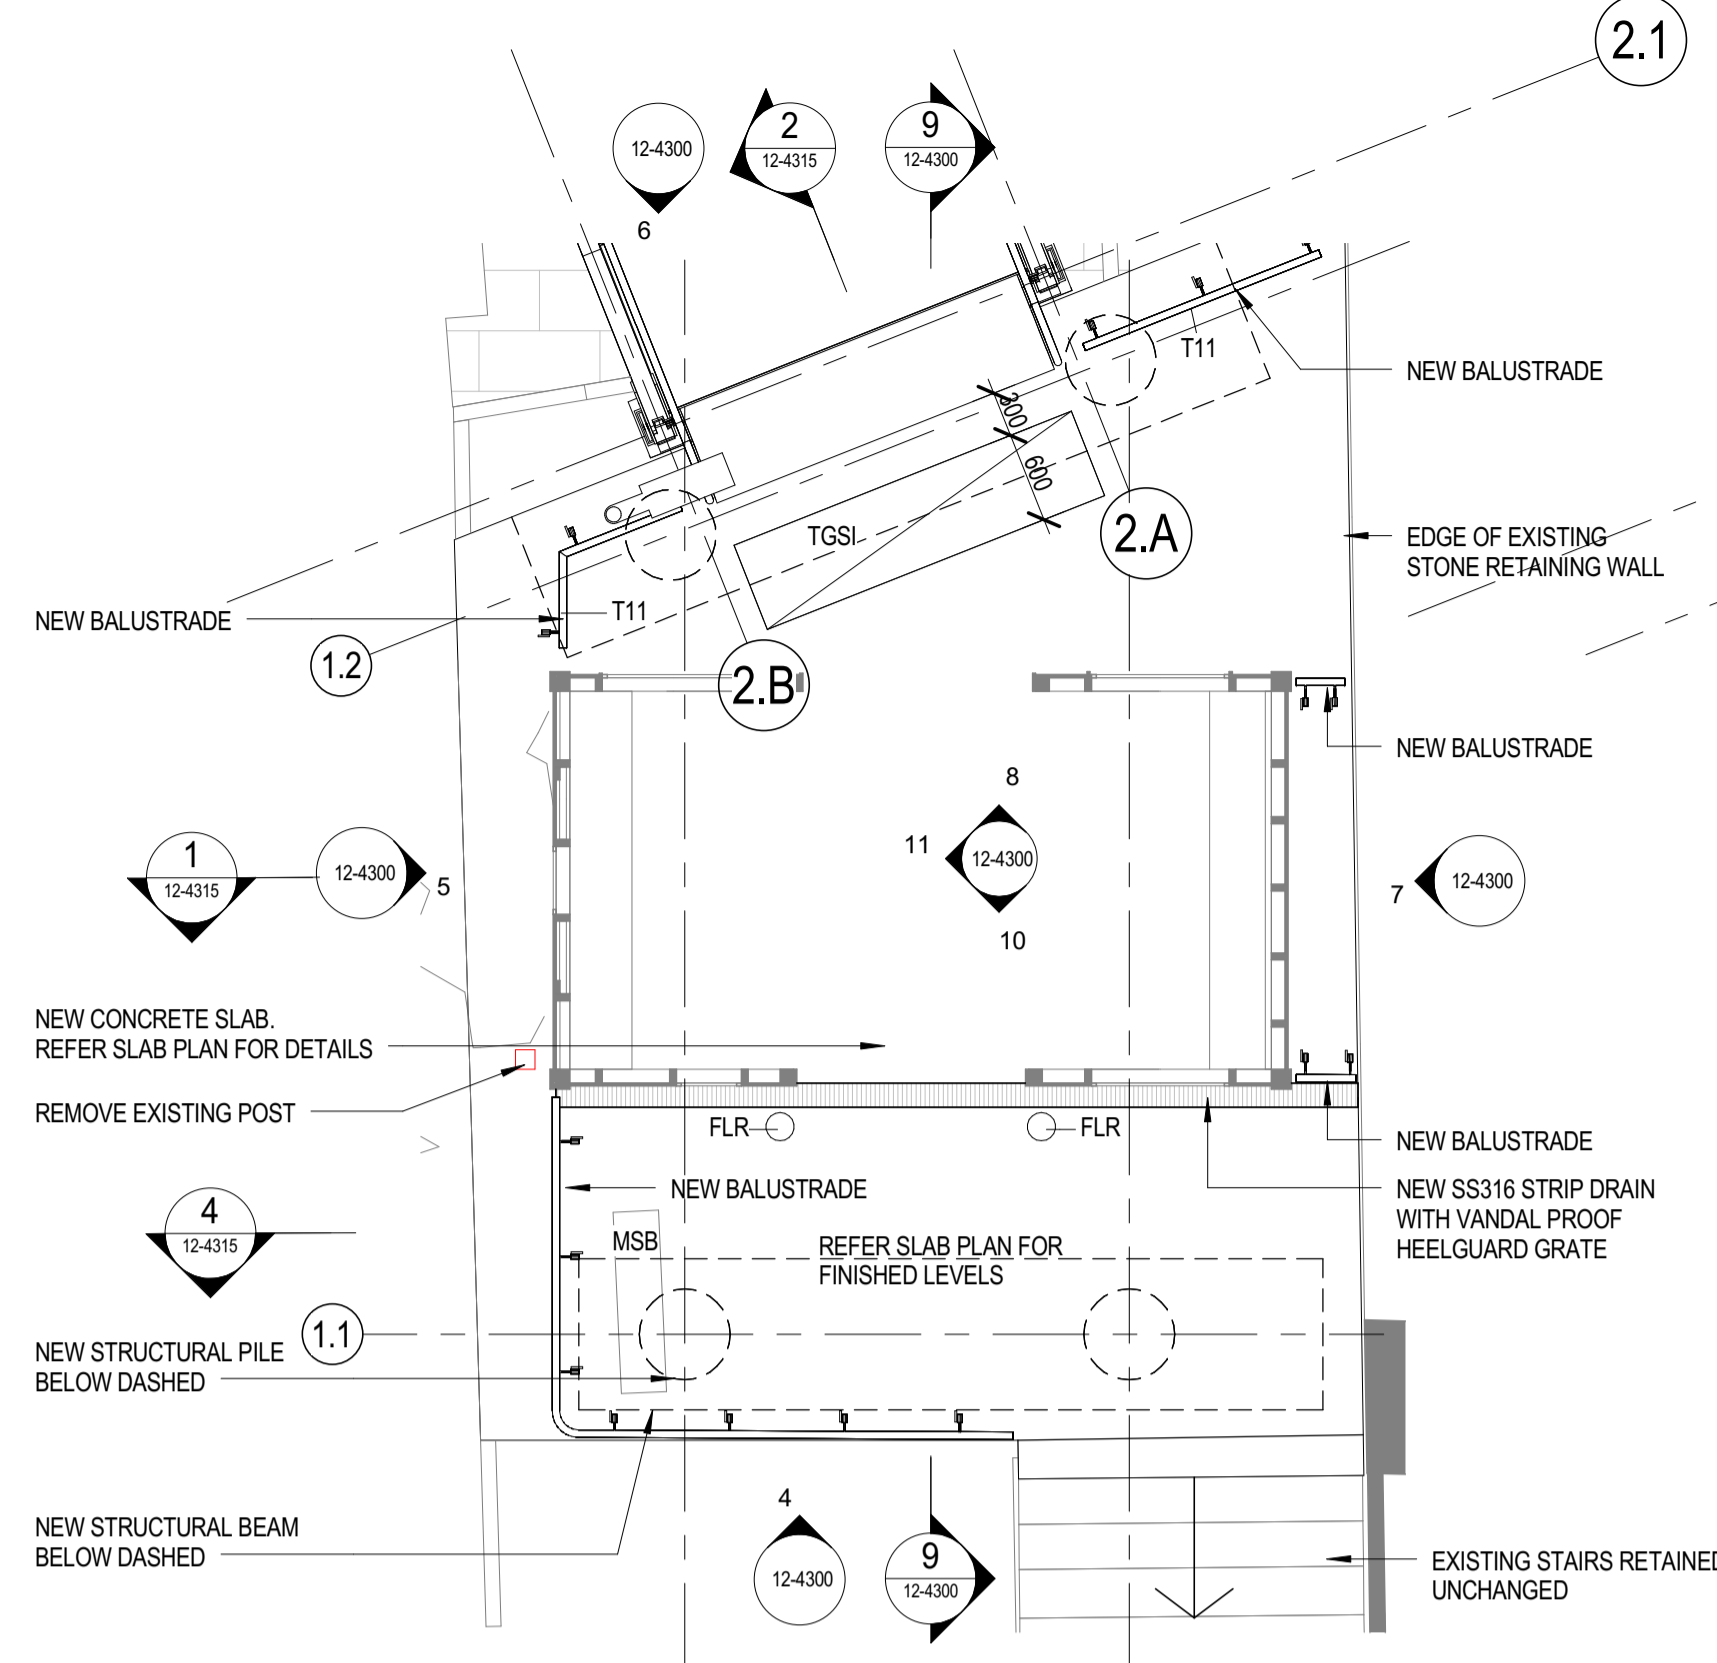 2.1
2
12-4315
9
12-4300
12-4300
6
T11
NEW BALUSTRADE
300
600
TGSI
2.A
EDGE OF EXISTING
STONE RETAINING WALL
NEW BALUSTRADE
T11
1.2
2.B
NEW BALUSTRADE
8
11
12-4300
10
1
12-4315
12-4300
5
7
12-4300
NEW CONCRETE SLAB.
REFER SLAB PLAN FOR DETAILS
REMOVE EXISTING POST
FLR
FLR
NEW BALUSTRADE
NEW BALUSTRADE
NEW SS316 STRIP DRAIN
WITH VANDAL PROOF
HEELGUARD GRATE
4
12-4315
MSB
REFER SLAB PLAN FOR
FINISHED LEVELS
1.1
NEW STRUCTURAL PILE
BELOW DASHED
NEW STRUCTURAL BEAM
BELOW DASHED
4
12-4300
9
12-4300
EXISTING STAIRS RETAINED
UNCHANGED